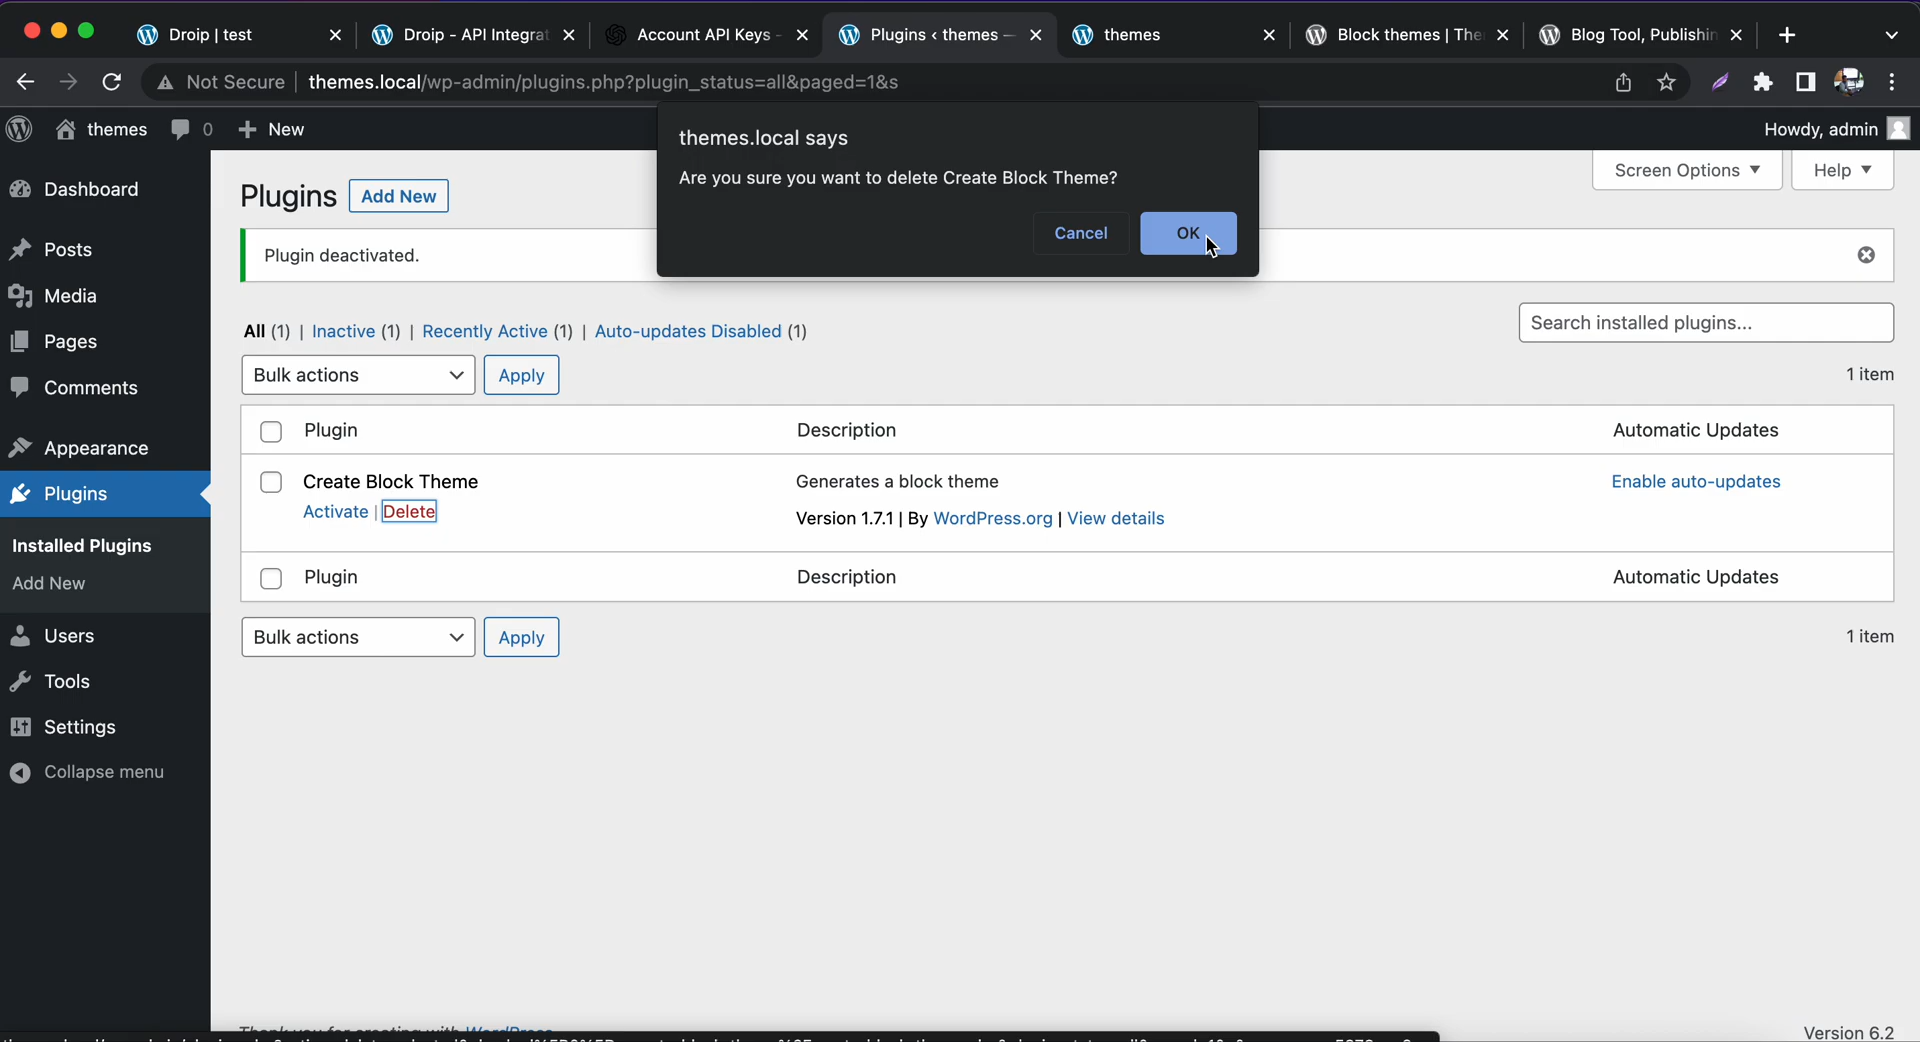 Droip | test
Droip - API Integrat
Account API Keys -
Plugins ‹ themes —
themes
Block themes | The
Blog Tool, Publishin
Not Secure
themes.local/wp-admin/plugins.php?plugin_status=all&paged=1&s
themes
0
New
Howdy, admin
themes.local says
Are you sure you want to delete Create Block Theme?
Cancel
OK
Screen Options
Help
Dashboard
Posts
Media
Pages
Comments
Appearance
Plugins
Installed Plugins
Add New
Users
Tools
Settings
Collapse menu
Plugins
Add New
Plugin deactivated.
All (1) | Inactive (1) | Recently Active (1) | Auto-updates Disabled (1)
Search installed plugins...
Bulk actions
Apply
1 item
Plugin
Description
Automatic Updates
Create Block Theme
Generates a block theme
Enable auto-updates
Activate | Delete
Version 1.7.1 | By WordPress.org | View details
Plugin
Description
Automatic Updates
Bulk actions
Apply
1 item
Thank you for creating with WordPress
Version 6.2